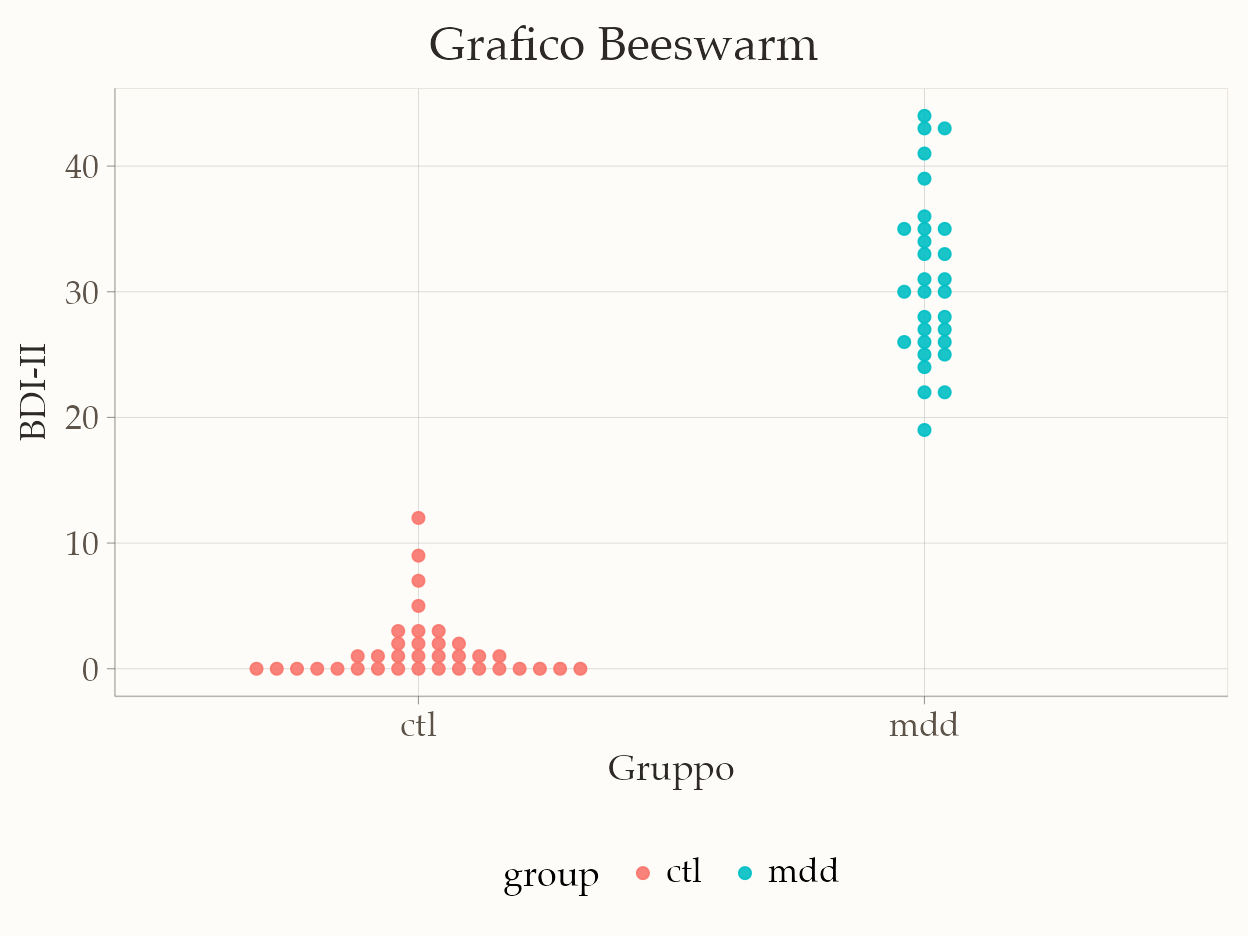 Grafico Beeswarm
BDI-II
40
30
20
10
0
ctl mdd
Gruppo
group ctl mdd